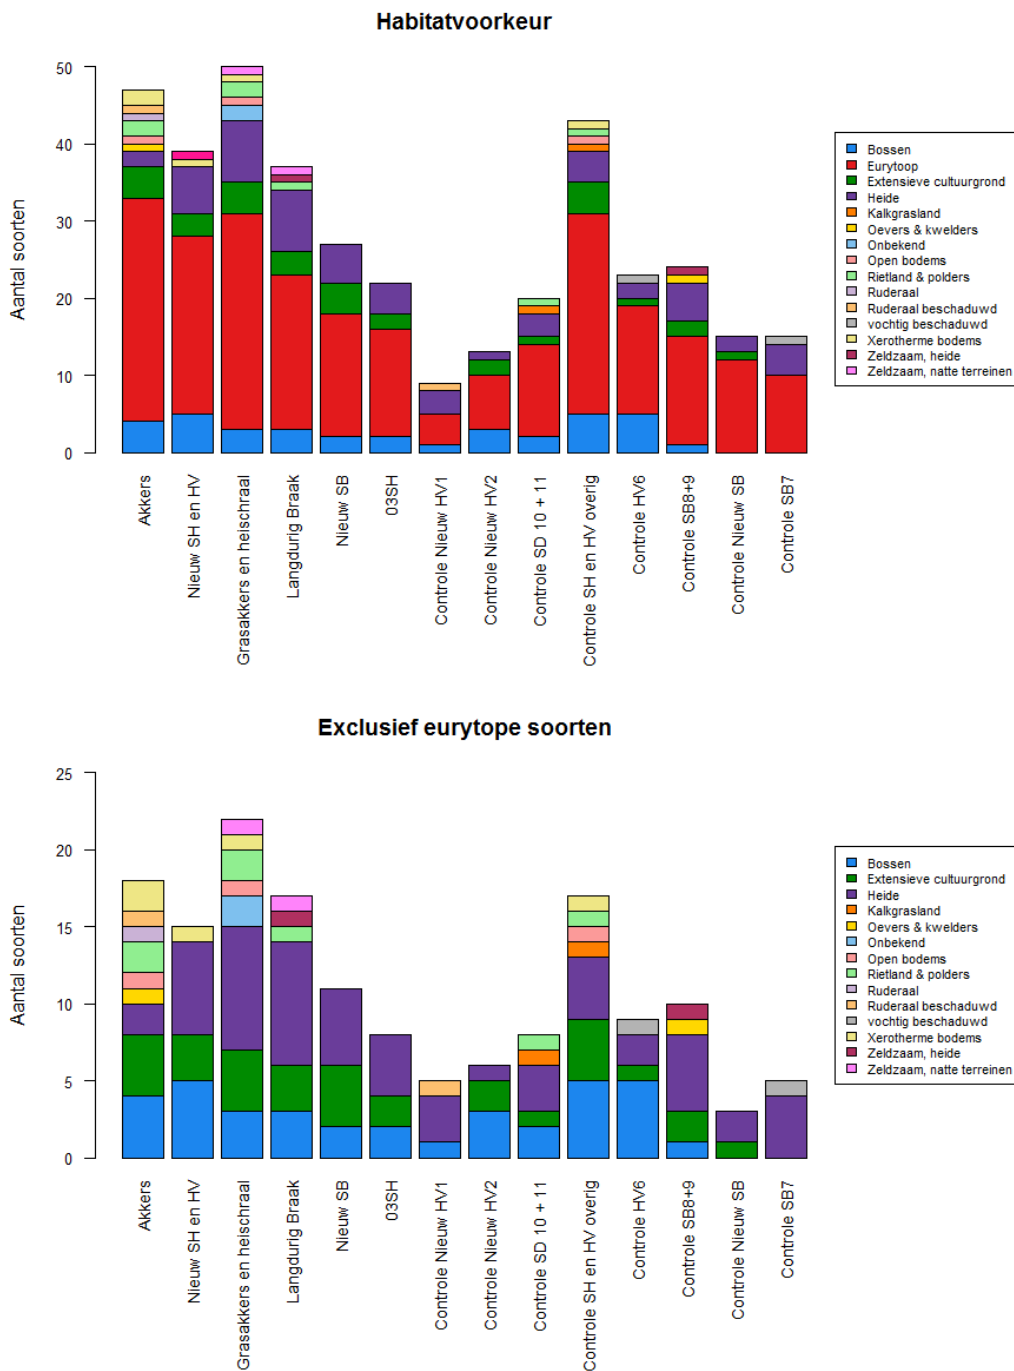 Habitatvoorkeur
Aantal soorten
50
40
30
20
10
0
Akkers
Nieuw SH en HV
Grasakkers en heischraal
Langdurig Braak
Nieuw SB
03SH
Controle Nieuw HV1
Controle Nieuw HV2
Controle SD 10 + 11
Controle SH en HV overig
Controle HV6
Controle SB8+9
Controle Nieuw SB
Controle SB7
Bossen
Eurytoop
Extensieve cultuurgrond
Heide
Kalkgrasland
Oevers & kwelders
Onbekend
Open bodems
Rietland & polders
Ruderaal
Ruderaal beschaduwd
vochtig beschaduwd
Xerotherme bodems
Zeldzaam, heide
Zeldzaam, natte terreinen
Exclusief eurytope soorten
Aantal soorten
25
20
15
10
5
0
Akkers
Nieuw SH en HV
Grasakkers en heischraal
Langdurig Braak
Nieuw SB
03SH
Controle Nieuw HV1
Controle Nieuw HV2
Controle SD 10 + 11
Controle SH en HV overig
Controle HV6
Controle SB8+9
Controle Nieuw SB
Controle SB7
Bossen
Extensieve cultuurgrond
Heide
Kalkgrasland
Oevers & kwelders
Onbekend
Open bodems
Rietland & polders
Ruderaal
Ruderaal beschaduwd
vochtig beschaduwd
Xerotherme bodems
Zeldzaam, heide
Zeldzaam, natte terreinen